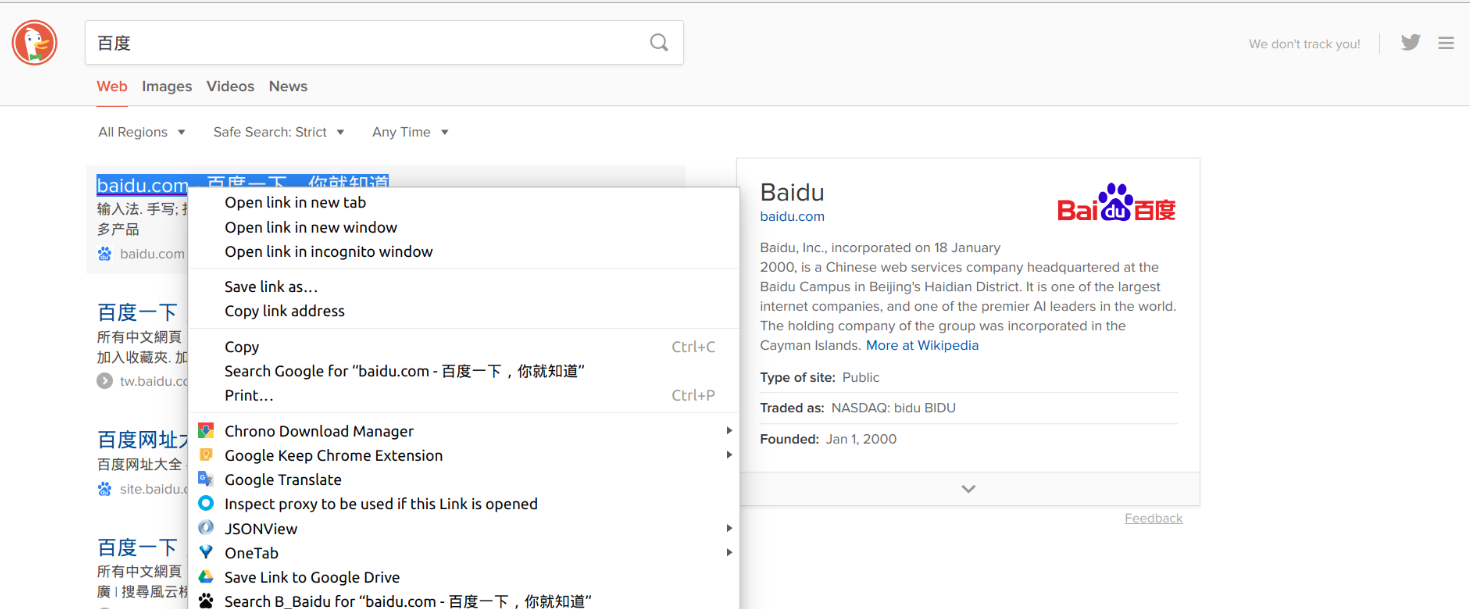 百度
We don't track you!
Web Images Videos News
All Regions Safe Search: Strict Any Time
baidu.com - 百度一下，你就知道
输入法. 手写;
多产品
baidu.com
百度一下
所有中文網頁
加入收藏夾.
tw.baidu.co
百度网址大
百度网址大全
site.baidu.c
百度一下
所有中文網頁
廣 | 搜尋風云榜
Open link in new tab
Open link in new window
Open link in incognito window
Save link as...
Copy link address
Copy Ctrl+C
Search Google for “baidu.com - 百度一下，你就知道”
Print... Ctrl+P
Chrono Download Manager
Google Keep Chrome Extension
Google Translate
Inspect proxy to be used if this Link is opened
JSONView
OneTab
Save Link to Google Drive
Search B_Baidu for “baidu.com - 百度一下，你就知道”
Baidu
Bai du 百度
baidu.com
Baidu, Inc., incorporated on 18 January
2000, is a Chinese web services company headquartered at the
Baidu Campus in Beijing's Haidian District. It is one of the largest
internet companies, and one of the premier AI leaders in the world.
The holding company of the group was incorporated in the
Cayman Islands. More at Wikipedia
Type of site: Public
Traded as: NASDAQ: bidu BIDU
Founded: Jan 1, 2000
Feedback